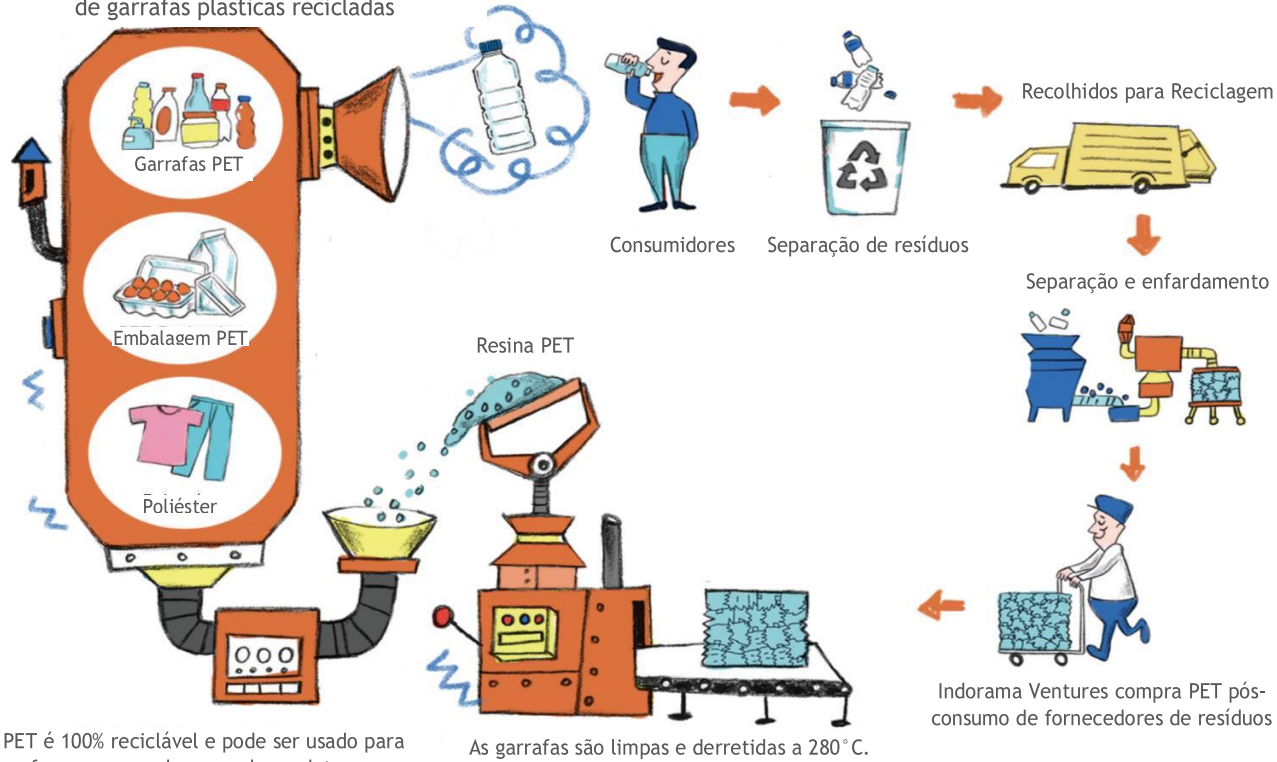 de garrafas plásticas recicladas
Garrafas PET
Embalagem PET
Poliéster
Consumidores
Separação de resíduos
Recolhidos para Reciclagem
Separação e enfardamento
Indorama Ventures compra PET pós-
consumo de fornecedores de resíduos
Resina PET
As garrafas são limpas e derretidas a 280°C.
PET é 100% reciclável e pode ser usado para